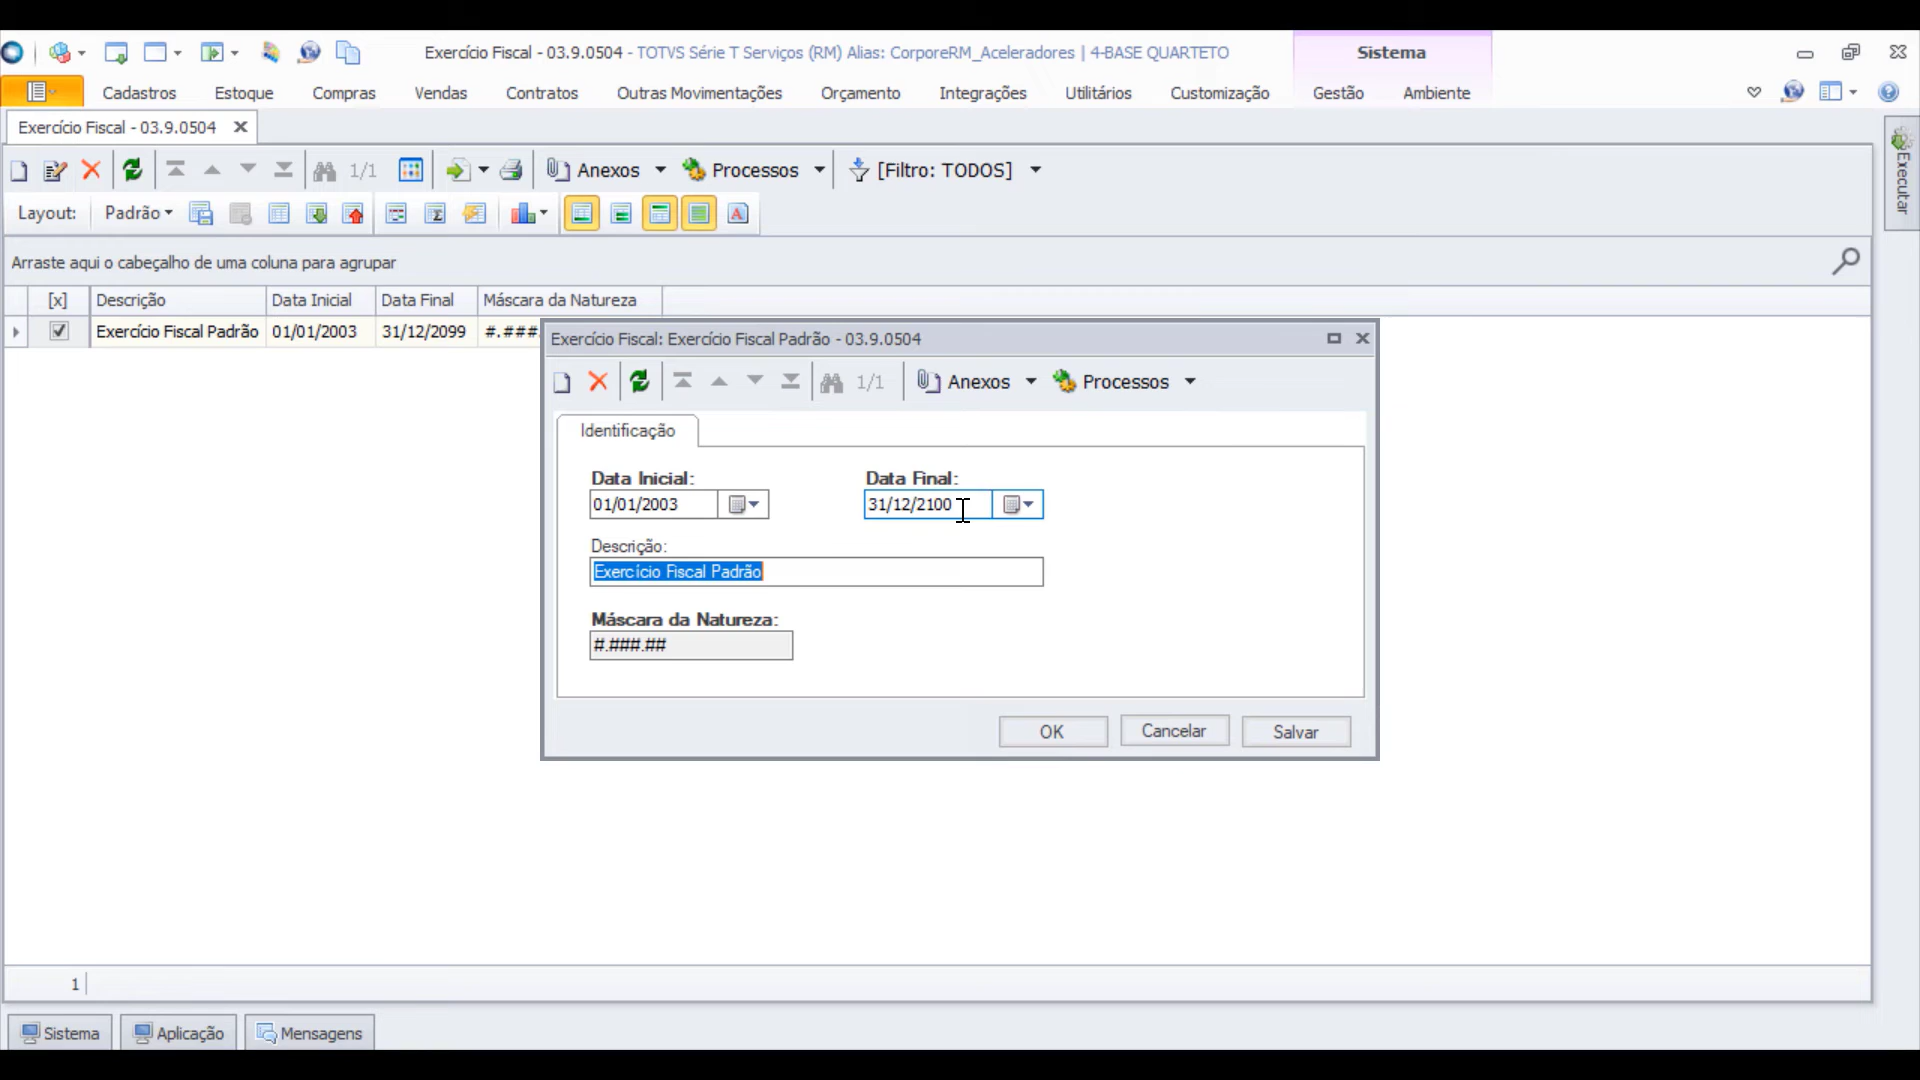 Exercício Fiscal - 03.9.0504 - TOTVS Série T Serviços (RM) Alias: CorporeRM_Aceleradores | 4-BASE QUARTETO
Sistema
Cadastros Estoque Compras Vendas Contratos Outras Movimentações Orçamento Integrações Utilitários Customização Gestão Ambiente
Exercício Fiscal - 03.9.0504
1/1 Anexos Processos [Filtro: TODOS]
Executar
Layout: Padrão
Arraste aqui o cabeçalho de uma coluna para agrupar
[x] Descrição Data Inicial Data Final Máscara da Natureza
Exercício Fiscal Padrão 01/01/2003 31/12/2099 #.###.
Exercício Fiscal: Exercício Fiscal Padrão - 03.9.0504
1/1 Anexos Processos
Identificação
Data Inicial: Data Final:
01/01/2003 31/12/2100
Descrição:
Exercício Fiscal Padrão
Máscara da Natureza:
#.###.##
OK Cancelar Salvar
1
Sistema Aplicação Mensagens